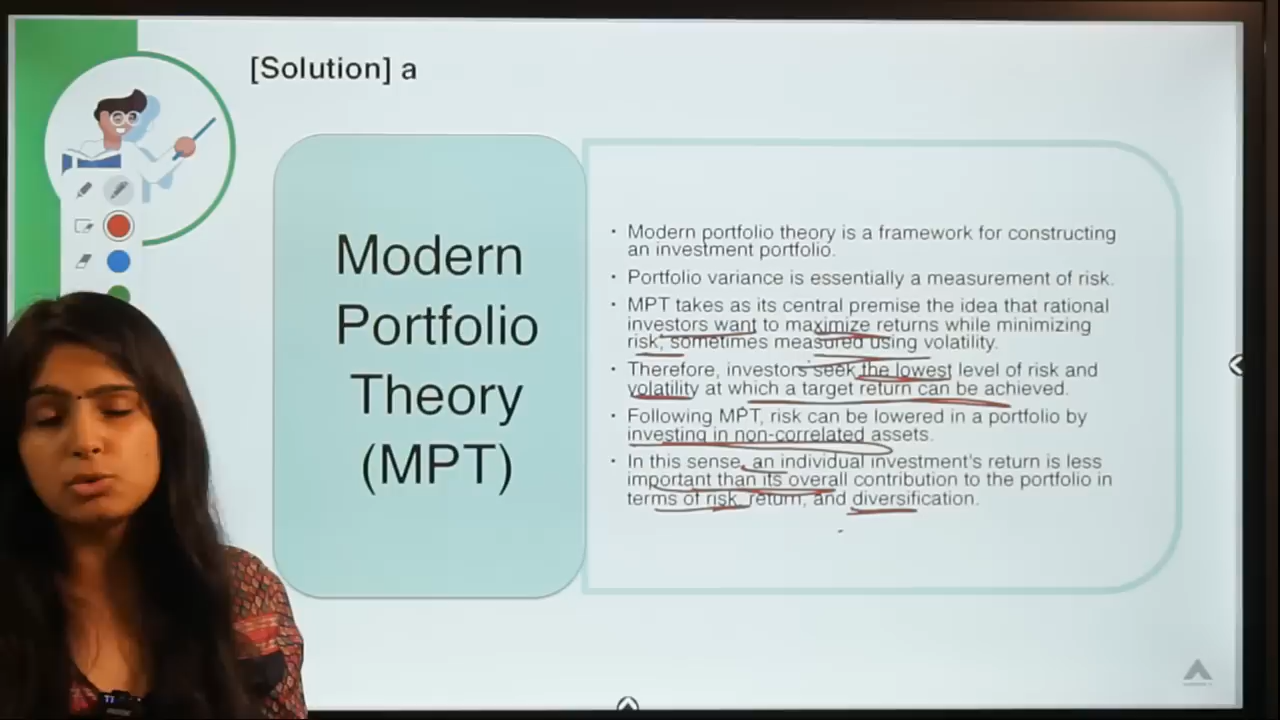 [Solution] a
Modern
Portfolio
Theory
(MPT)
• Modern portfolio theory is a framework for constructing
an investment portfolio.
• Portfolio variance is essentially a measurement of risk.
• MPT takes as its central premise the idea that rational
investors want to maximize returns while minimizing
risk, sometimes measured using volatility.
• Therefore, investors seek the lowest level of risk and
volatility at which a target return can be achieved.
• Following MPT, risk can be lowered in a portfolio by
investing in non-correlated assets.
• In this sense, an individual investment's return is less
important than its overall contribution to the portfolio in
terms of risk, return, and diversification.